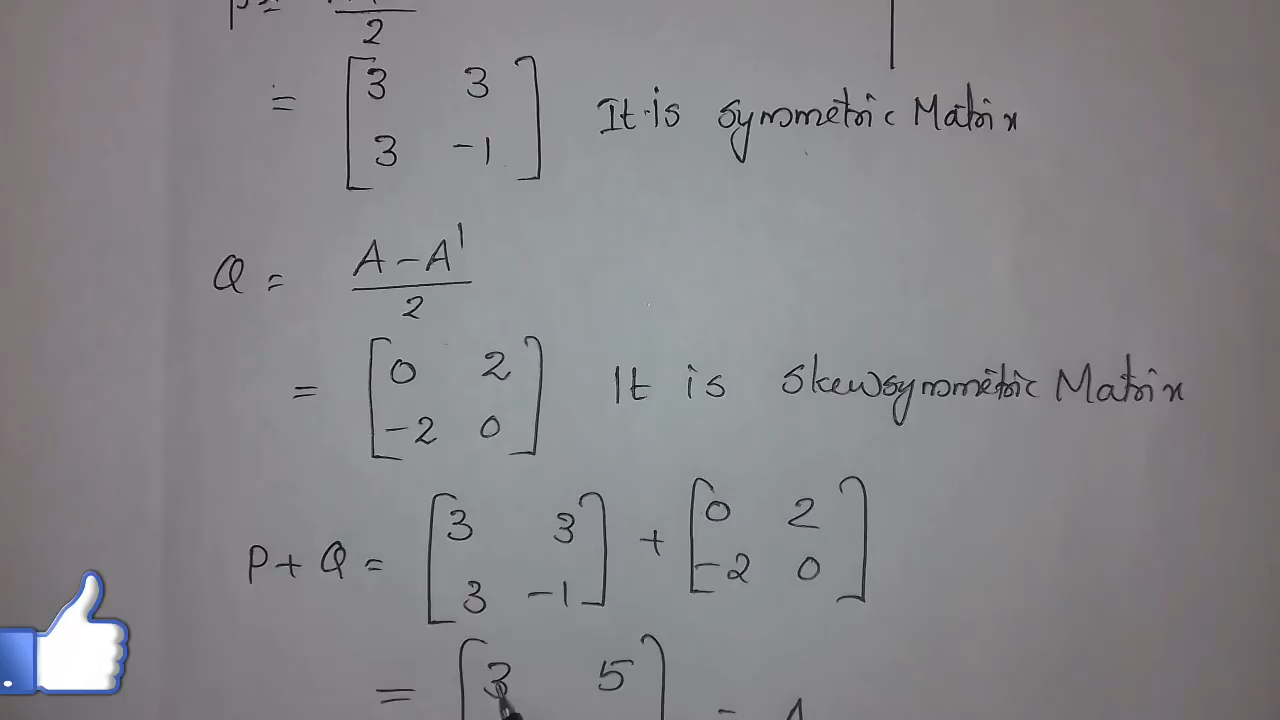 2
= [ 3 3
3 -1 ] It is symmetric Matrix
Q = A - A'
2
= [ 0 2
-2 0 ] It is Skewsymmetric Matrix
P + Q = [ 3 3
3 -1 ] + [ 0 2
-2 0 ]
= [ 3 5 ] = A